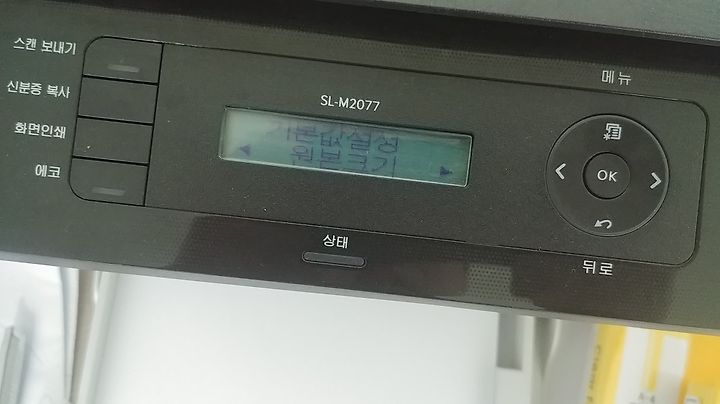 스캔 보내기
신분증 복사
화면인쇄
에코
SL-M2077
기본값설정
원본크기
메뉴
OK
뒤로
상태